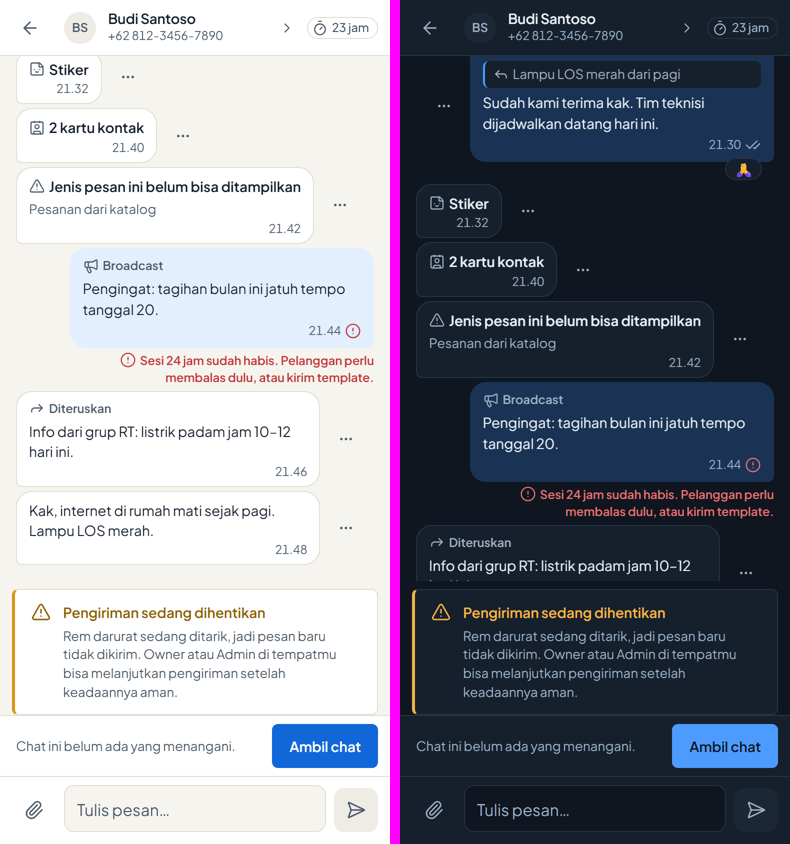 BS
Budi Santoso
+62 812-3456-7890
23 jam
Stiker
21.32
2 kartu kontak
21.40
Jenis pesan ini belum bisa ditampilkan
Pesanan dari katalog
21.42
Broadcast
Pengingat: tagihan bulan ini jatuh tempo
tanggal 20.
21.44
Sesi 24 jam sudah habis. Pelanggan perlu
membalas dulu, atau kirim template.
Diteruskan
Info dari grup RT: listrik padam jam 10–12
hari ini.
21.46
Kak, internet di rumah mati sejak pagi.
Lampu LOS merah.
21.48
Pengiriman sedang dihentikan
Rem darurat sedang ditarik, jadi pesan baru
tidak dikirim. Owner atau Admin di tempatmu
bisa melanjutkan pengiriman setelah
keadaannya aman.
Chat ini belum ada yang menangani.
Ambil chat
Tulis pesan...
BS
Budi Santoso
+62 812-3456-7890
23 jam
Lampu LOS merah dari pagi
Sudah kami terima kak. Tim teknisi
dijadwalkan datang hari ini.
21.30
Stiker
21.32
2 kartu kontak
21.40
Jenis pesan ini belum bisa ditampilkan
Pesanan dari katalog
21.42
Broadcast
Pengingat: tagihan bulan ini jatuh tempo
tanggal 20.
21.44
Sesi 24 jam sudah habis. Pelanggan perlu
membalas dulu, atau kirim template.
Diteruskan
Info dari grup RT: listrik padam jam 10–12
Pengiriman sedang dihentikan
Rem darurat sedang ditarik, jadi pesan baru
tidak dikirim. Owner atau Admin di tempatmu
bisa melanjutkan pengiriman setelah
keadaannya aman.
Chat ini belum ada yang menangani.
Ambil chat
Tulis pesan...